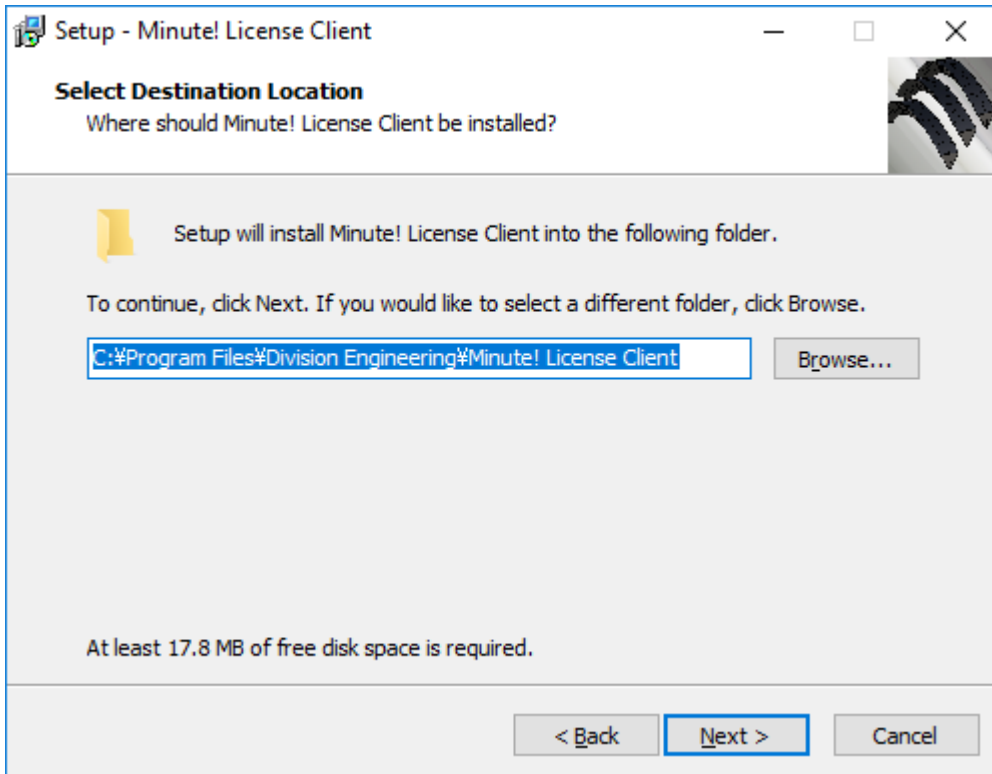 Setup - Minute! License Client
Select Destination Location
Where should Minute! License Client be installed?
Setup will install Minute! License Client into the following folder.
To continue, click Next. If you would like to select a different folder, click Browse.
C:¥Program Files¥Division Engineering¥Minute! License Client
Browse...
At least 17.8 MB of free disk space is required.
< Back
Next >
Cancel